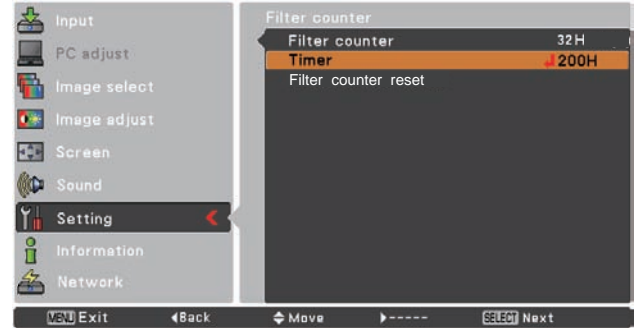 Input
PC adjust
Image select
Image adjust
Screen
Sound
Setting
Information
Network
Filter counter
Filter counter 32H
Timer 200H
Filter counter reset
MENU Exit Back Move ----- SELECT Next